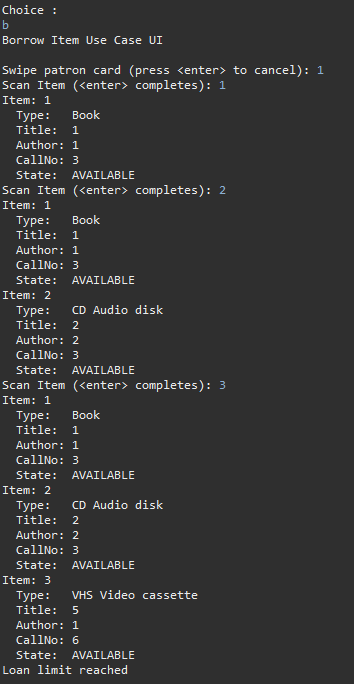 Choice :
b
Borrow Item Use Case UI
Swipe patron card (press <enter> to cancel): 1
Scan Item (<enter> completes): 1
Item: 1
Type: Book
Title: 1
Author: 1
CallNo: 3
State: AVAILABLE
Scan Item (<enter> completes): 2
Item: 1
Type: Book
Title: 1
Author: 1
CallNo: 3
State: AVAILABLE
Item: 2
Type: CD Audio disk
Title: 2
Author: 2
CallNo: 3
State: AVAILABLE
Scan Item (<enter> completes): 3
Item: 1
Type: Book
Title: 1
Author: 1
CallNo: 3
State: AVAILABLE
Item: 2
Type: CD Audio disk
Title: 2
Author: 2
CallNo: 3
State: AVAILABLE
Item: 3
Type: VHS Video cassette
Title: 5
Author: 1
CallNo: 6
State: AVAILABLE
Loan limit reached